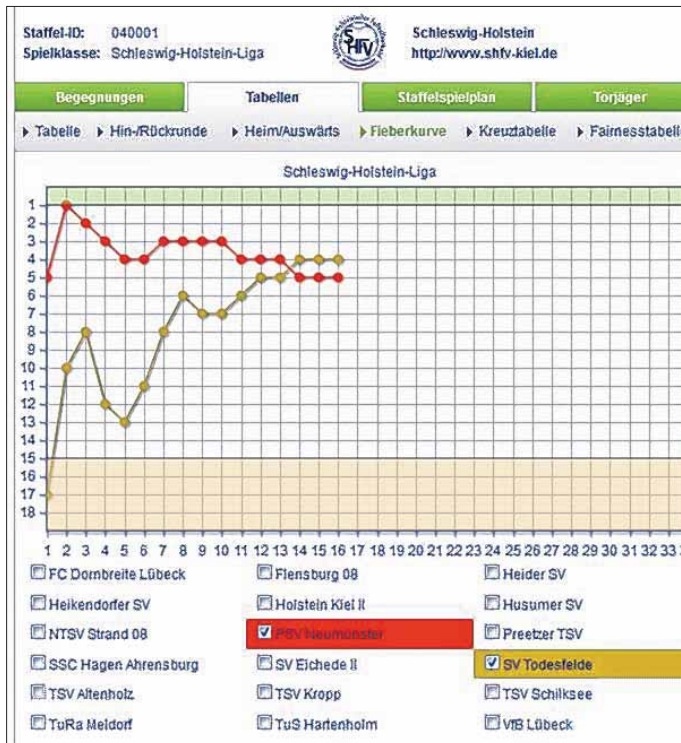 Staffel-ID: 040001
Spielklasse: Schleswig-Holstein-Liga
SHFV
Schleswig-Holstein
http://www.shfv-kiel.de
Begegnungen Tabellen Staffelspielplan Torjäger
Tabelle Hin-/Rückrunde Heim/Auswärts Fieberkurve Kreuztabelle Fairnesstabelle
Schleswig-Holstein-Liga
1
2
3
4
5
6
7
8
9
10
11
12
13
14
15
16
17
18
1 2 3 4 5 6 7 8 9 10 11 12 13 14 15 16 17 18 19 20 21 22 23 24 25 26 27 28 29 30 31 32 33
FC Dornbreite Lübeck Flensburg 08 Heider SV
Heikendorfer SV Holstein Kiel II Husumer SV
NTSV Strand 08 PSV Neumünster Preetzer TSV
SSC Hagen Ahrensburg SV Eichede II SV Todesfelde
TSV Altenholz TSV Kropp TSV Schilksee
TuRa Meldorf TuS Hartenholm VfB Lübeck